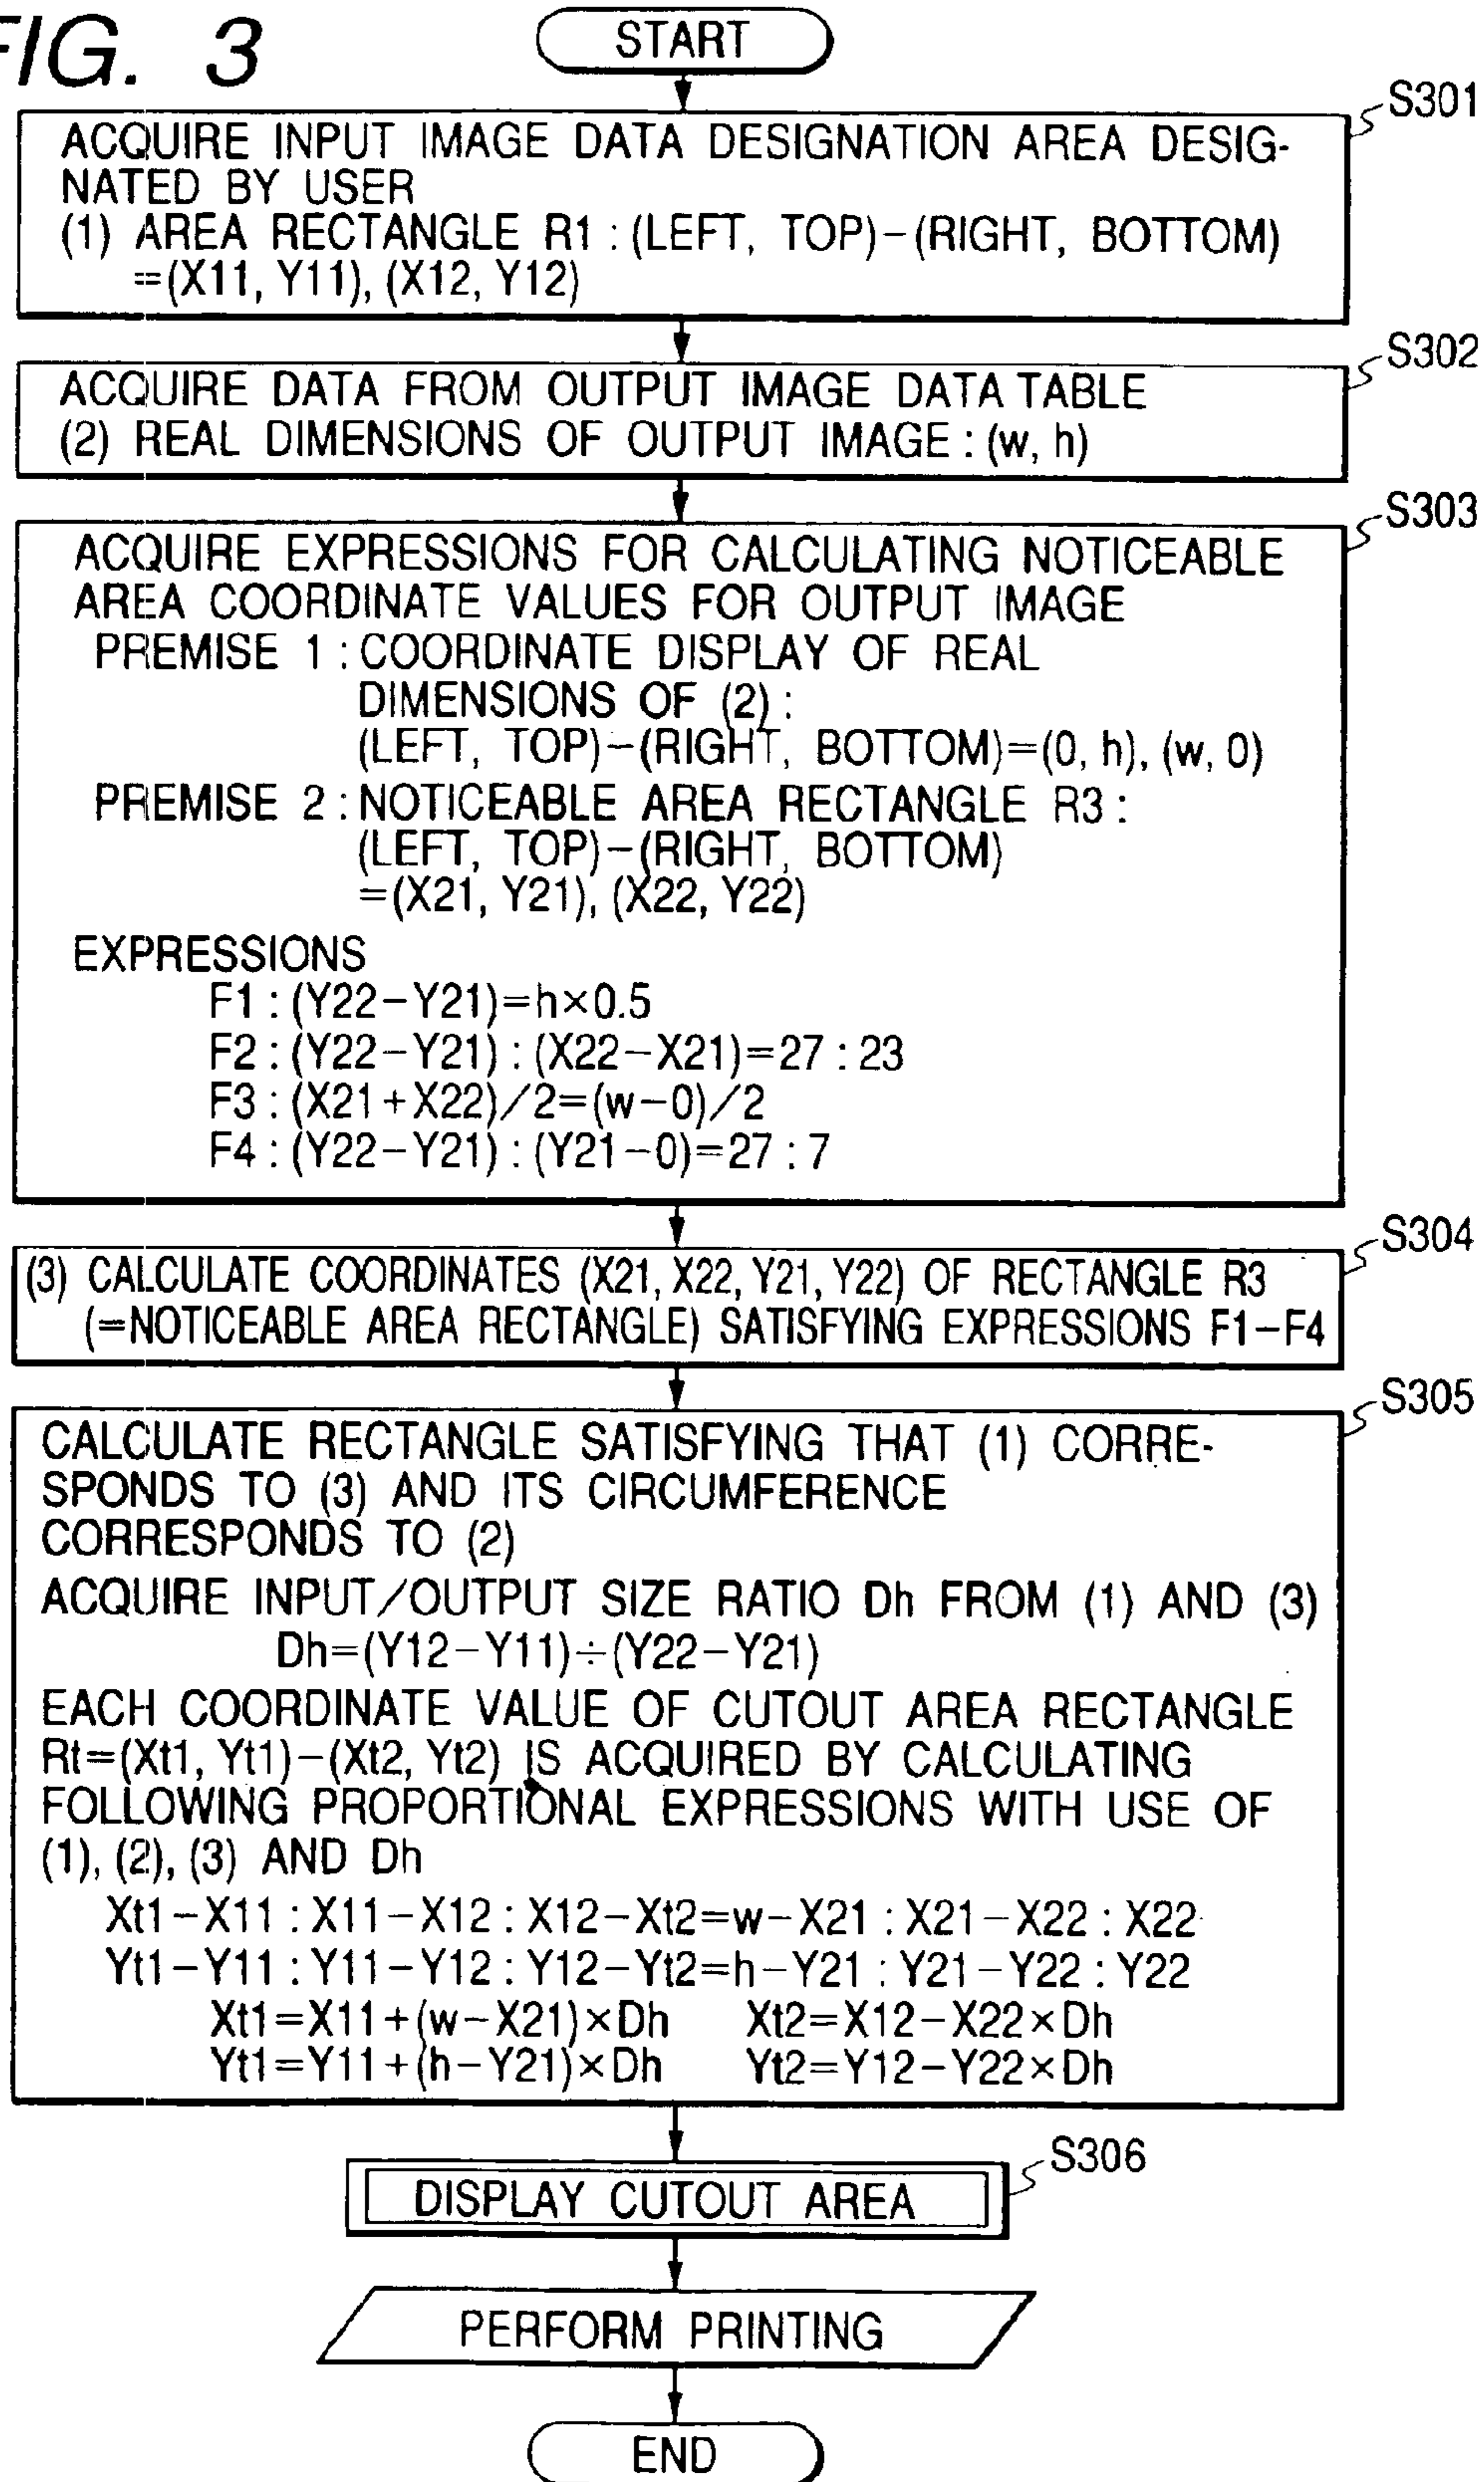 FIG. 3
START
S301
ACQUIRE INPUT IMAGE DATA DESIGNATION AREA DESIG-
NATED BY USER
(1) AREA RECTANGLE R1 : (LEFT, TOP)-(RIGHT, BOTTOM)
=(X11, Y11), (X12, Y12)
S302
ACQUIRE DATA FROM OUTPUT IMAGE DATA TABLE
(2) REAL DIMENSIONS OF OUTPUT IMAGE : (w, h)
S303
ACQUIRE EXPRESSIONS FOR CALCULATING NOTICEABLE
AREA COORDINATE VALUES FOR OUTPUT IMAGE
PREMISE 1 : COORDINATE DISPLAY OF REAL
DIMENSIONS OF (2) :
(LEFT, TOP)-(RIGHT, BOTTOM)=(0, h), (w, 0)
PREMISE 2 : NOTICEABLE AREA RECTANGLE R3 :
(LEFT, TOP)-(RIGHT, BOTTOM)
=(X21, Y21), (X22, Y22)
EXPRESSIONS
F1 : (Y22-Y21)=h×0.5
F2 : (Y22-Y21) : (X22-X21)=27 : 23
F3 : (X21+X22)/2=(w-0)/2
F4 : (Y22-Y21) : (Y21-0)=27 : 7
S304
(3) CALCULATE COORDINATES (X21, X22, Y21, Y22) OF RECTANGLE R3
(=NOTICEABLE AREA RECTANGLE) SATISFYING EXPRESSIONS F1-F4
S305
CALCULATE RECTANGLE SATISFYING THAT (1) CORRE-
SPONDS TO (3) AND ITS CIRCUMFERENCE
CORRESPONDS TO (2)
ACQUIRE INPUT/OUTPUT SIZE RATIO Dh FROM (1) AND (3)
Dh=(Y12-Y11)÷(Y22-Y21)
EACH COORDINATE VALUE OF CUTOUT AREA RECTANGLE
Rt=(Xt1, Yt1)-(Xt2, Yt2) IS ACQUIRED BY CALCULATING
FOLLOWING PROPORTIONAL EXPRESSIONS WITH USE OF
(1), (2), (3) AND Dh
Xt1-X11 : X11-X12 : X12-Xt2=w-X21 : X21-X22 : X22
Yt1-Y11 : Y11-Y12 : Y12-Yt2=h-Y21 : Y21-Y22 : Y22
Xt1=X11+(w-X21)×Dh Xt2=X12-X22×Dh
Yt1=Y11+(h-Y21)×Dh Yt2=Y12-Y22×Dh
S306
DISPLAY CUTOUT AREA
PERFORM PRINTING
END